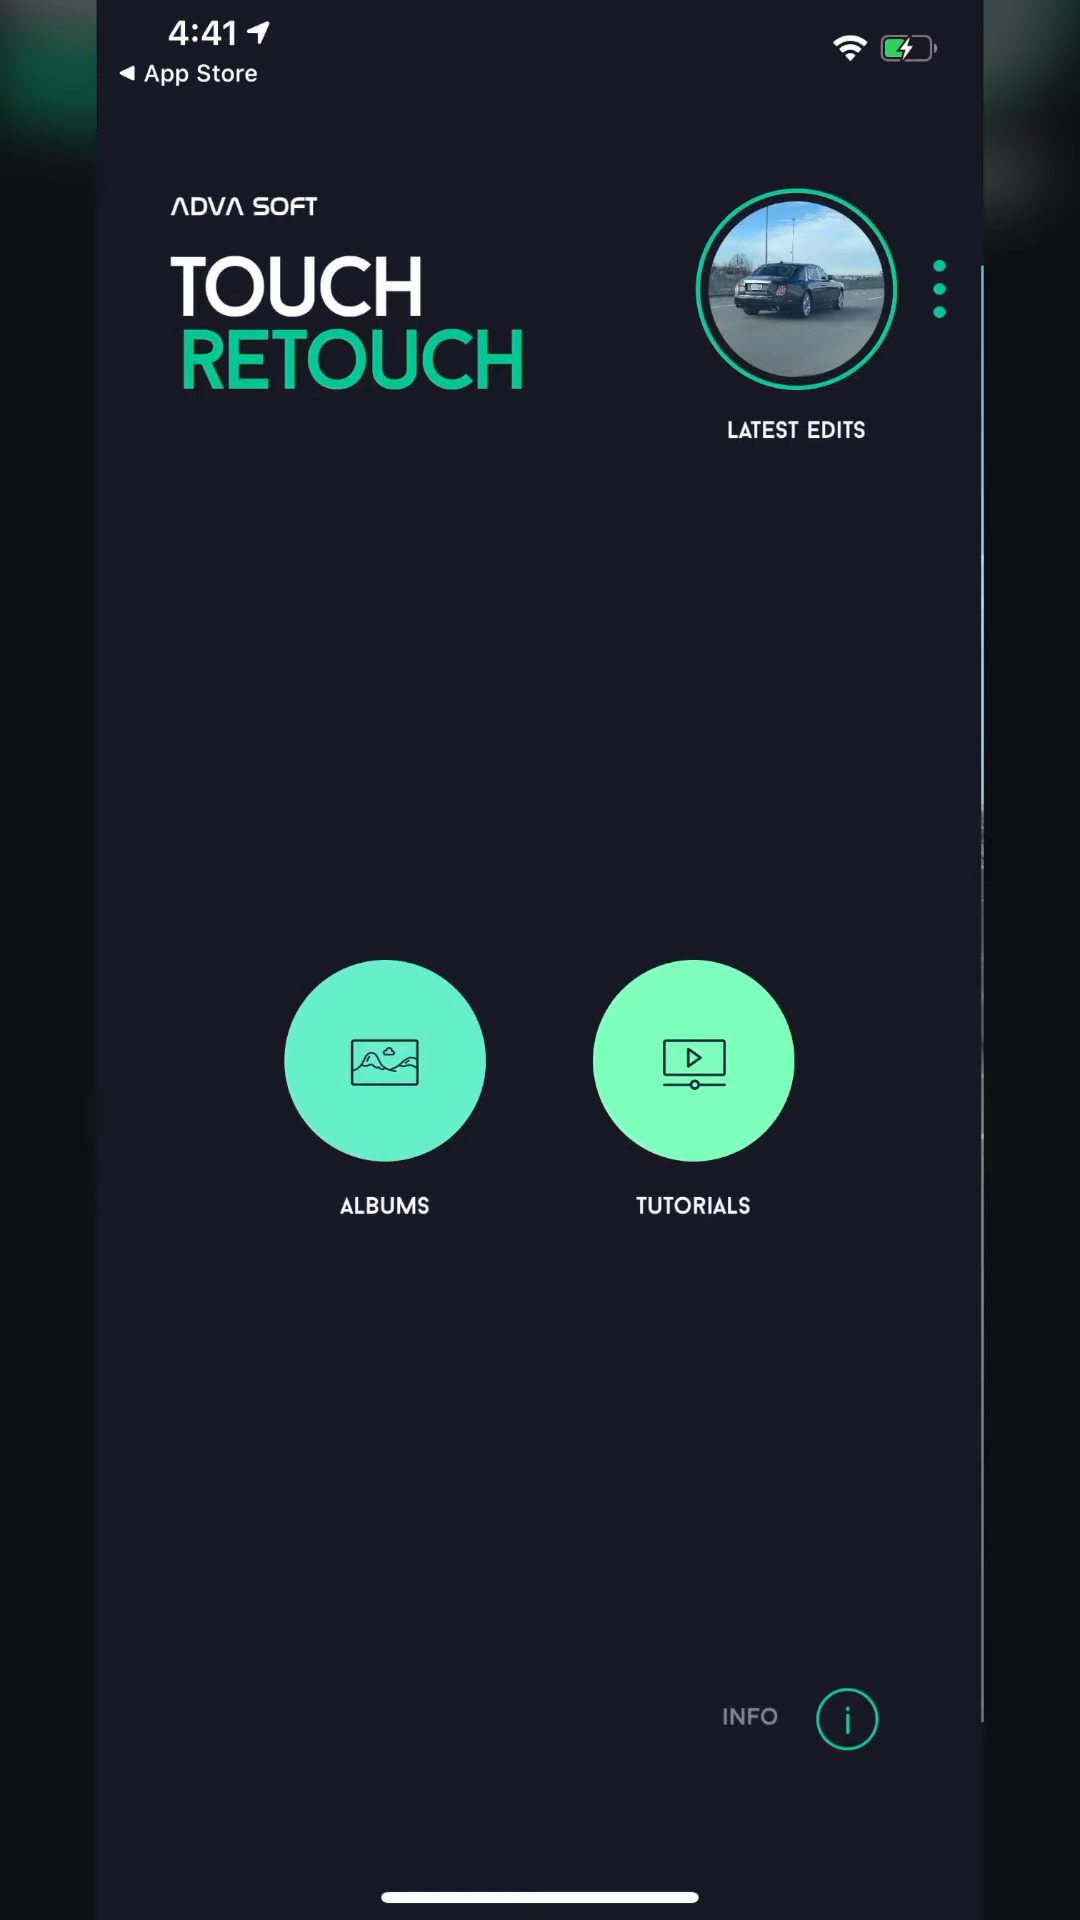 4:41
App Store
ADVA SOFT
TOUCH
RETOUCH
LATEST EDITS
ALBUMS
TUTORIALS
INFO
i